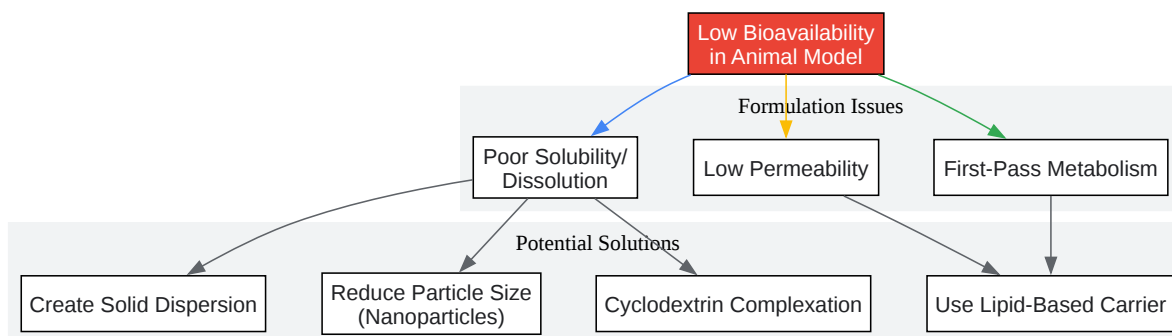 Low Bioavailability
in Animal Model
Formulation Issues
Poor Solubility/
Dissolution
Low Permeability
First-Pass Metabolism
Potential Solutions
Create Solid Dispersion
Reduce Particle Size
(Nanoparticles)
Cyclodextrin Complexation
Use Lipid-Based Carrier